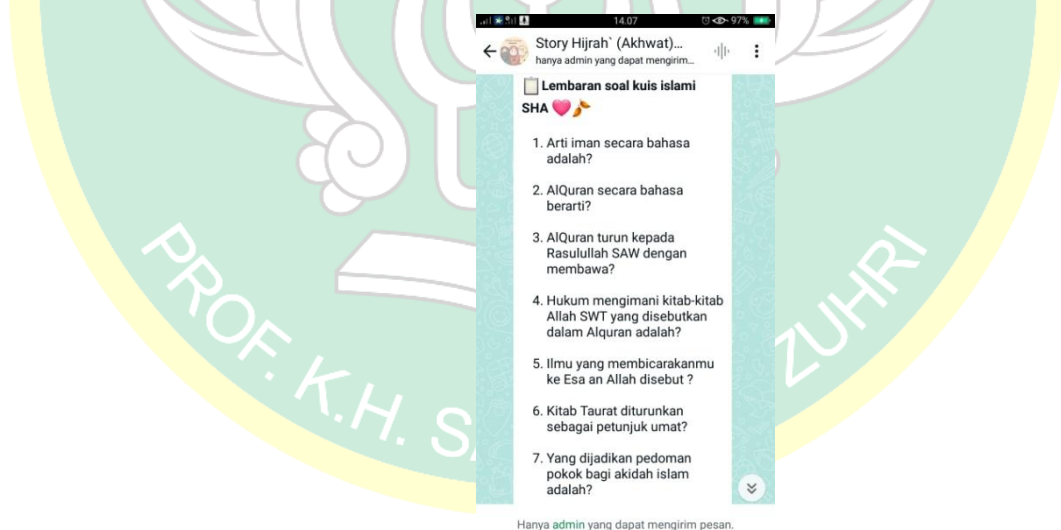 14.07
97%
Story Hijrah` (Akhwat)...
hanya admin yang dapat mengirim...
Lembaran soal kuis islami
SHA
1. Arti iman secara bahasa
adalah?
2. AlQuran secara bahasa
berarti?
3. AlQuran turun kepada
Rasulullah SAW dengan
membawa?
4. Hukum mengimani kitab-kitab
Allah SWT yang disebutkan
dalam Alquran adalah?
5. Ilmu yang membicarakanmu
ke Esa an Allah disebut ?
6. Kitab Taurat diturunkan
sebagai petunjuk umat?
7. Yang dijadikan pedoman
pokok bagi akidah islam
adalah?
Hanya admin yang dapat mengirim pesan.
PROF. K.H. S
ZUHRI